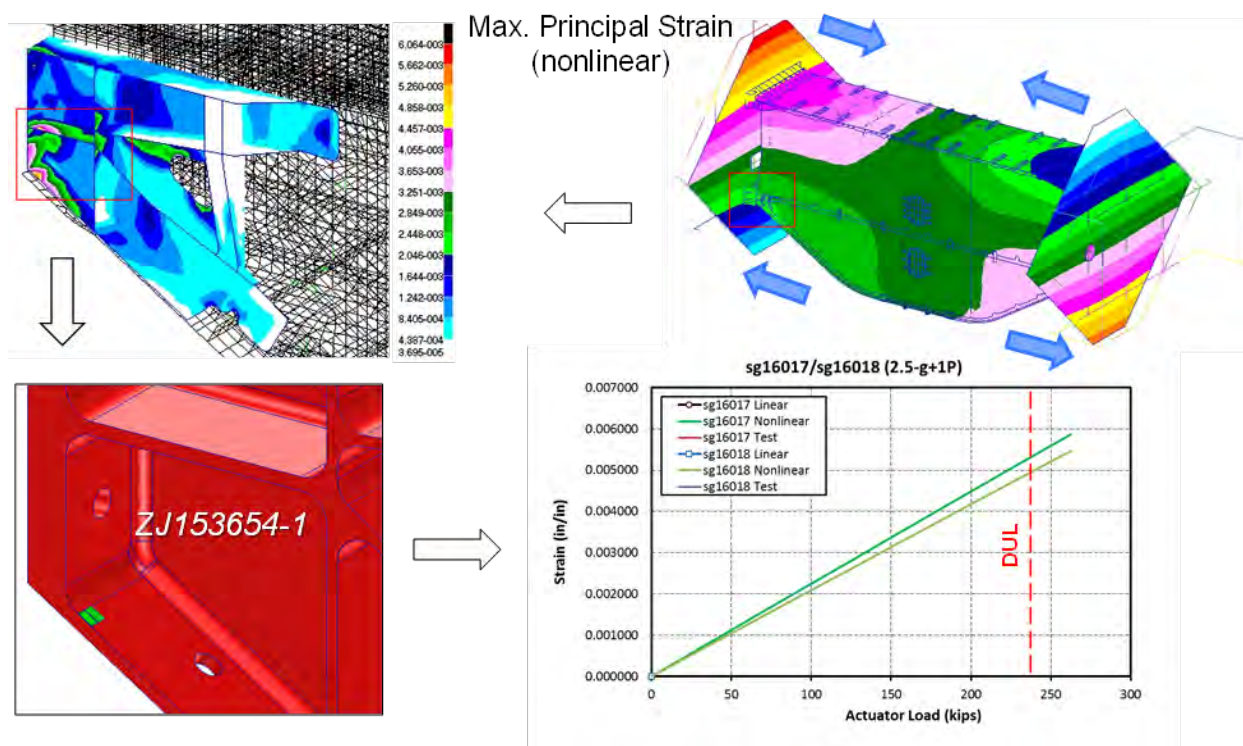 Max. Principal Strain
(nonlinear)
6.064-003
5.662-003
5.260-003
4.858-003
4.457-003
4.055-003
3.653-003
3.251-003
2.849-003
2.448-003
2.046-003
1.644-003
1.242-003
8.405-004
4.387-004
3.695-005
ZJ153654-1
sg16017/sg16018 (2.5-g+1P)
0.007000
0.006000
0.005000
0.004000
0.003000
0.002000
0.001000
0.000000
Strain (in/in)
sg16017 Linear
sg16017 Nonlinear
sg16017 Test
sg16018 Linear
sg16018 Nonlinear
sg16018 Test
DUL
0 50 100 150 200 250 300
Actuator Load (kips)